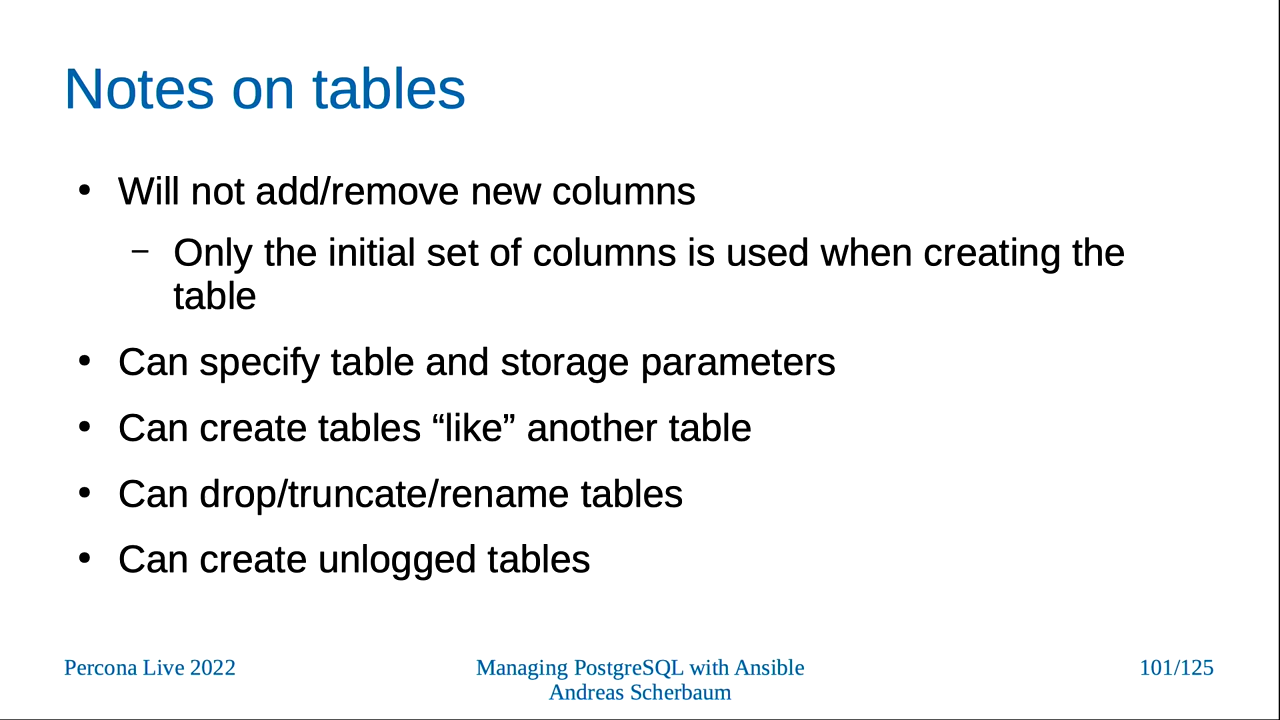 Notes on tables
• Will not add/remove new columns
– Only the initial set of columns is used when creating the
table
• Can specify table and storage parameters
• Can create tables “like” another table
• Can drop/truncate/rename tables
• Can create unlogged tables
Percona Live 2022
Managing PostgreSQL with Ansible
Andreas Scherbaum
101/125